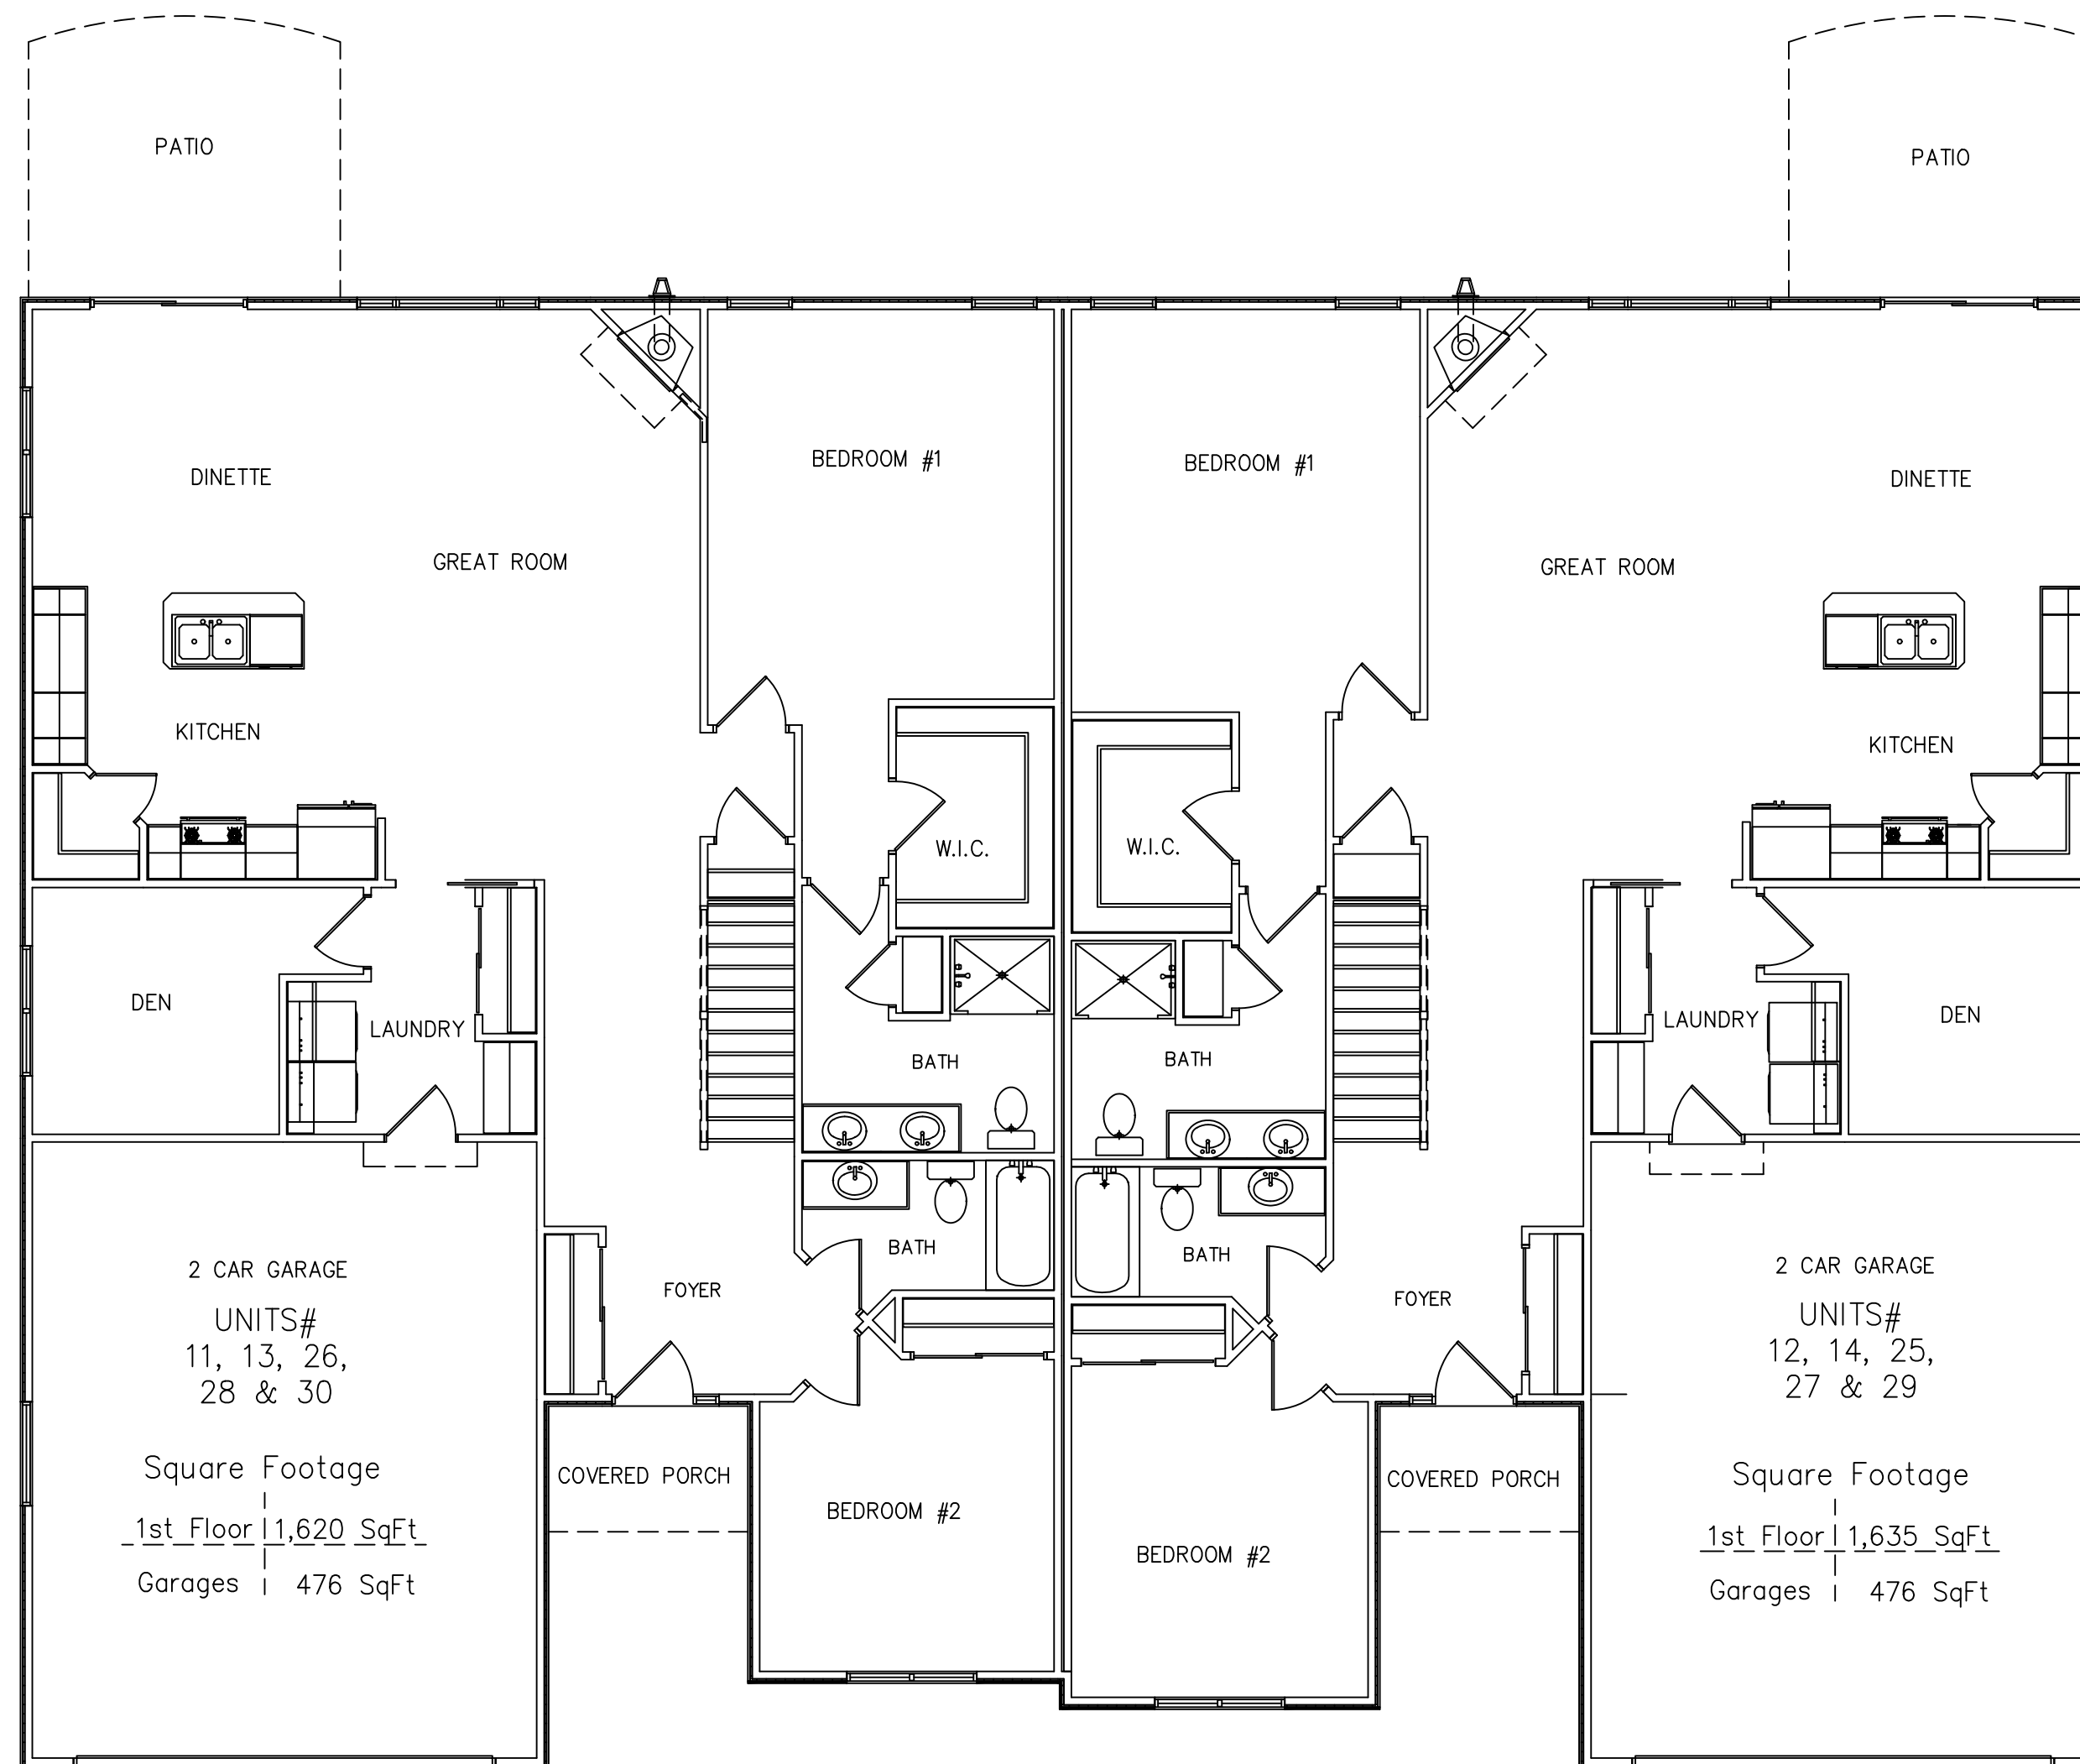 PATIO
PATIO
BEDROOM #1
BEDROOM #1
DINETTE
DINETTE
GREAT ROOM
GREAT ROOM
KITCHEN
KITCHEN
W.I.C.
W.I.C.
DEN
LAUNDRY
LAUNDRY
DEN
BATH
BATH
BATH
BATH
2 CAR GARAGE
UNITS#
11, 13, 26,
28 & 30
FOYER
FOYER
2 CAR GARAGE
UNITS#
12, 14, 25,
27 & 29
Square Footage
1st Floor 1,620 SqFt
Garages 476 SqFt
COVERED PORCH
BEDROOM #2
BEDROOM #2
COVERED PORCH
Square Footage
1st Floor 1,635 SqFt
Garages 476 SqFt